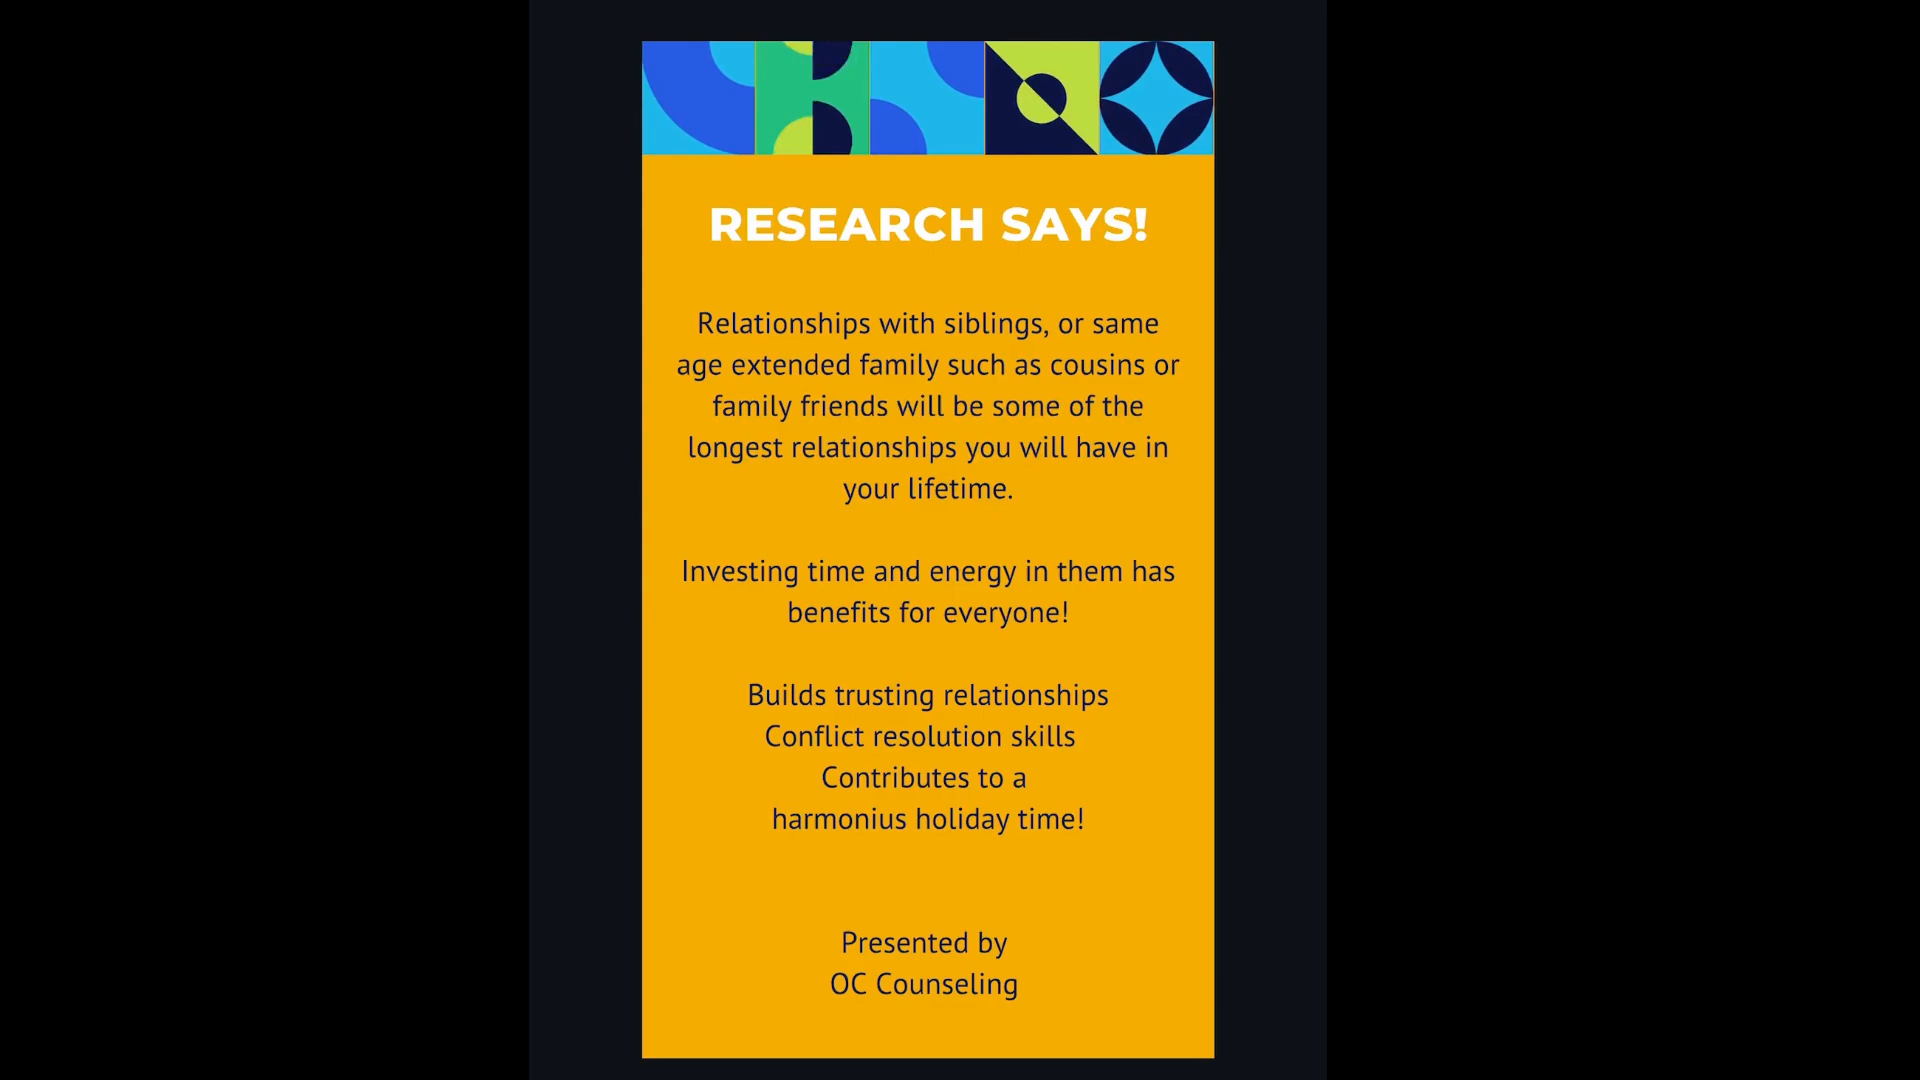 RESEARCH SAYS!
Relationships with siblings, or same
age extended family such as cousins or
family friends will be some of the
longest relationships you will have in
your lifetime.
Investing time and energy in them has
benefits for everyone!
Builds trusting relationships
Conflict resolution skills
Contributes to a
harmonius holiday time!
Presented by
OC Counseling